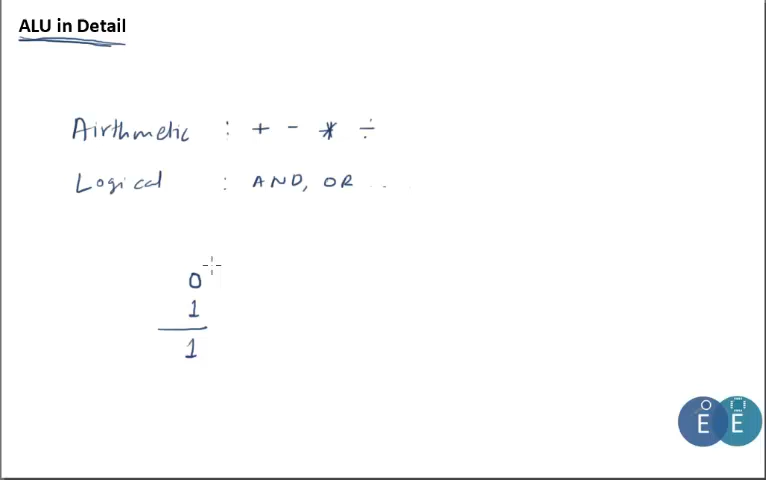 ALU in Detail
Airthmetic : + - * ÷
Logical : AND, OR ...
0
1
1
E E